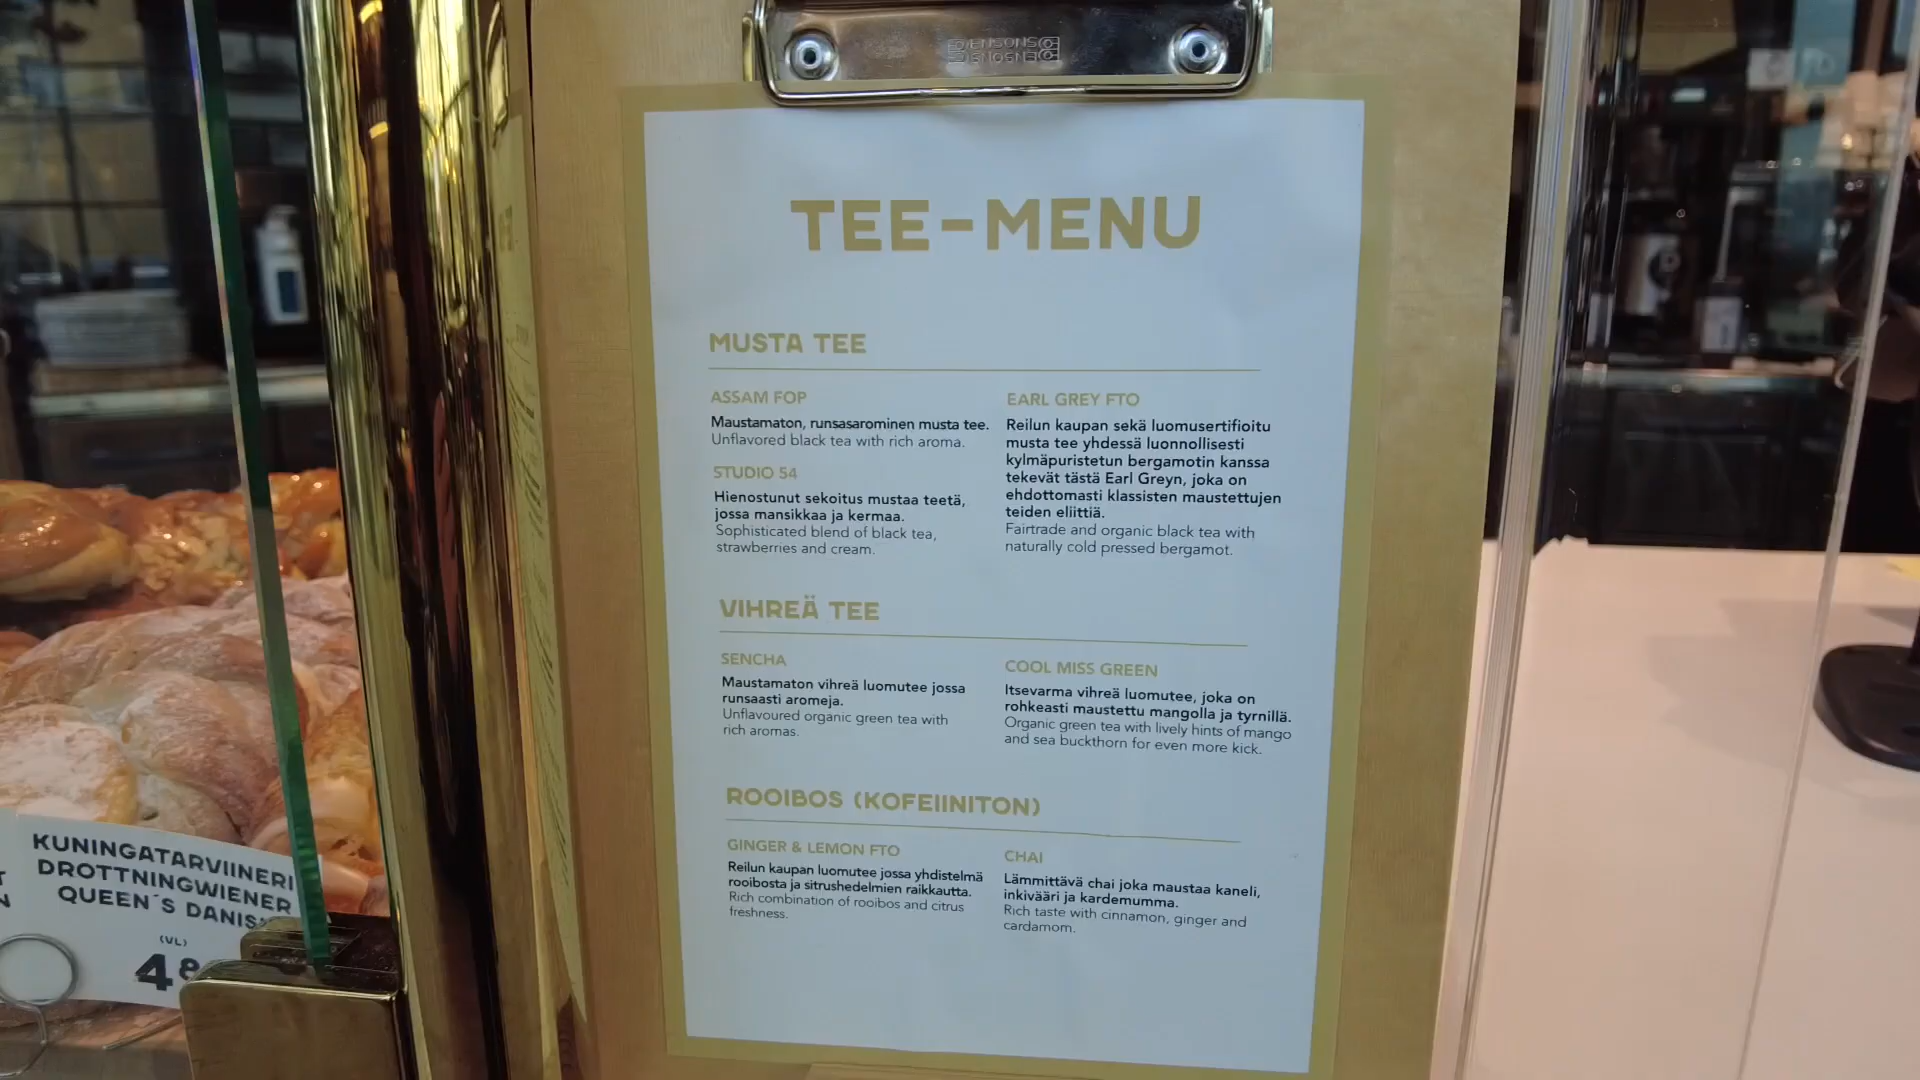 TEE-MENU
MUSTA TEE
ASSAM FOP
Maustamaton, runsasarominen musta tee.
Unflavored black tea with rich aroma.
STUDIO 54
Hienostunut sekoitus mustaa teetä,
jossa mansikkaa ja kermaa.
Sophisticated blend of black tea,
strawberries and cream.
EARL GREY FTO
Reilun kaupan sekä luomusertifioitu
musta tee yhdessä luonnollisesti
kylmäpuristetun bergamotin kanssa
tekevät tästä Earl Greyn, joka on
ehdottomasti klassisten maustettujen
teiden eliittiä.
Fairtrade and organic black tea with
naturally cold pressed bergamot.
VIHREÄ TEE
SENCHA
Maustamaton vihreä luomutee jossa
runsaasti aromeja.
Unflavoured organic green tea with
rich aromas.
COOL MISS GREEN
Itsevarma vihreä luomutee, joka on
rohkeasti maustettu mangolla ja tyrnillä.
Organic green tea with lively hints of mango
and sea buckthorn for even more kick.
ROOIBOS (KOFEIINITON)
GINGER & LEMON FTO
Reilun kaupan luomutee jossa yhdistelmä
rooibosta ja sitrushedelmien raikkautta.
Rich combination of rooibos and citrus
freshness.
CHAI
Lämmittävä chai joka maustaa kaneli,
inkivääri ja kardemumma.
Rich taste with cinnamon, ginger and
cardamom.
KUNINGATARVIINERI
DROTTNINGWIENER
QUEEN´S DANIS
(VL)
48